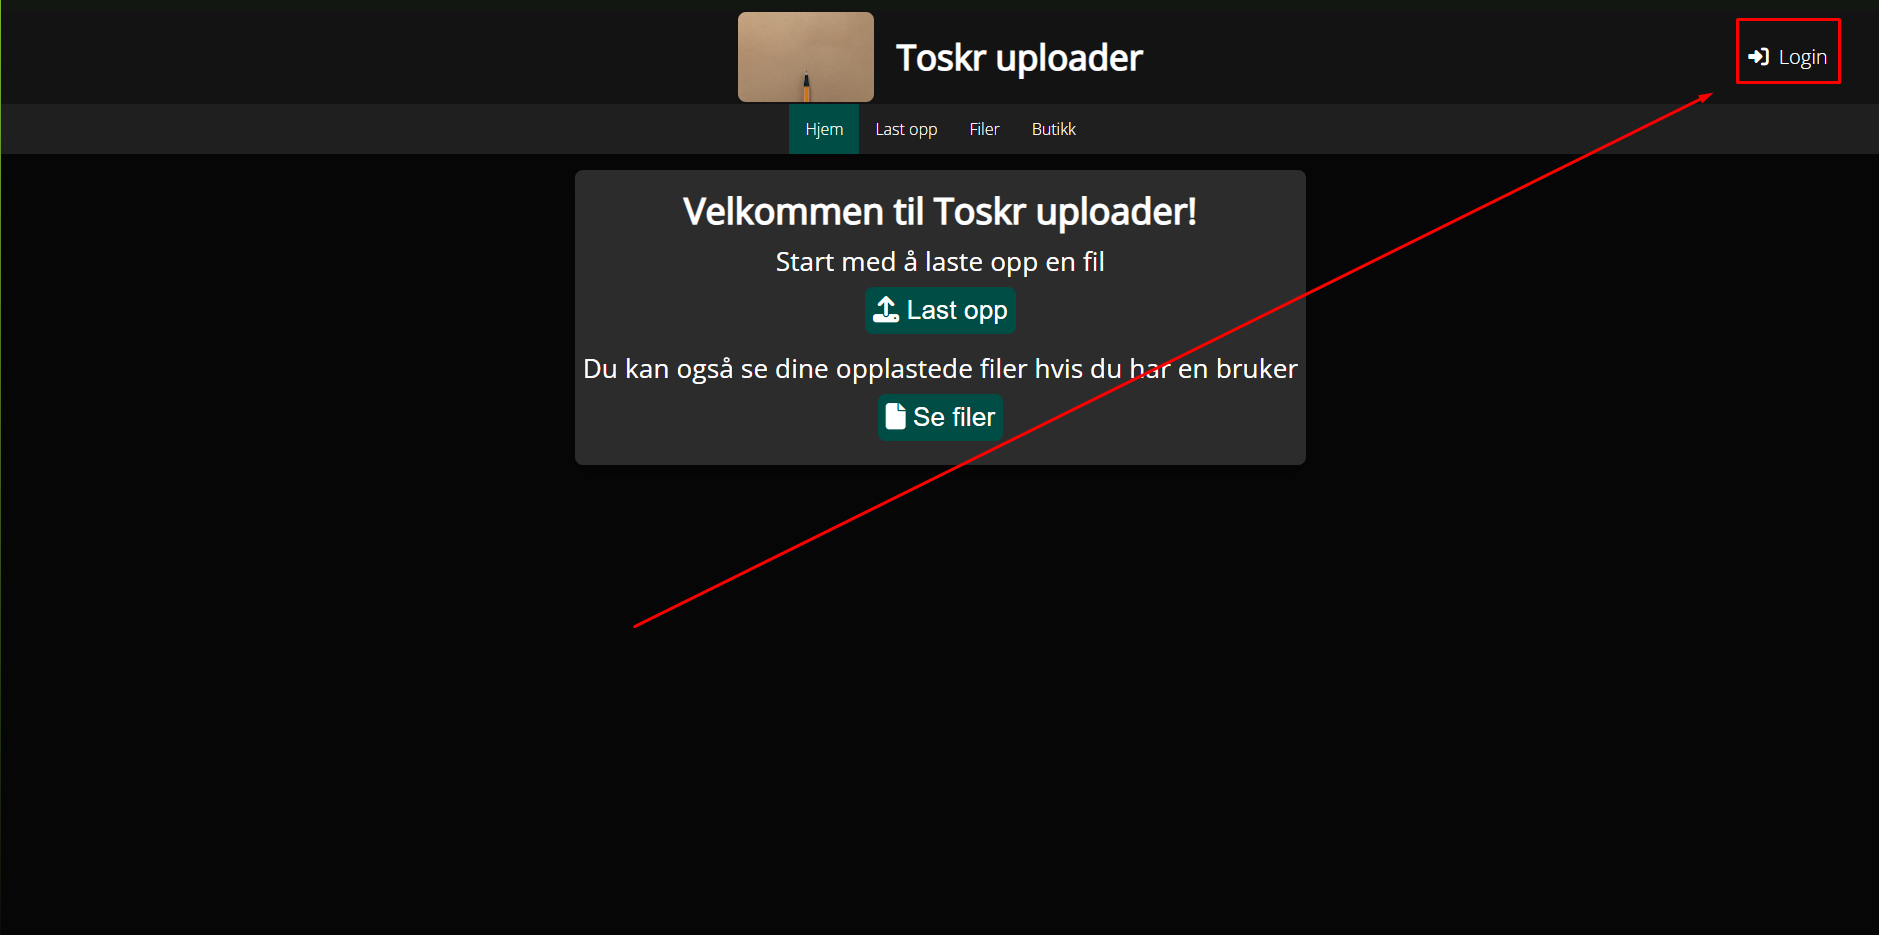 Toskr uploader
Login
Hjem Last opp Filer Butikk
Velkommen til Toskr uploader!
Start med å laste opp en fil
Last opp
Du kan også se dine opplastede filer hvis du har en bruker
Se filer